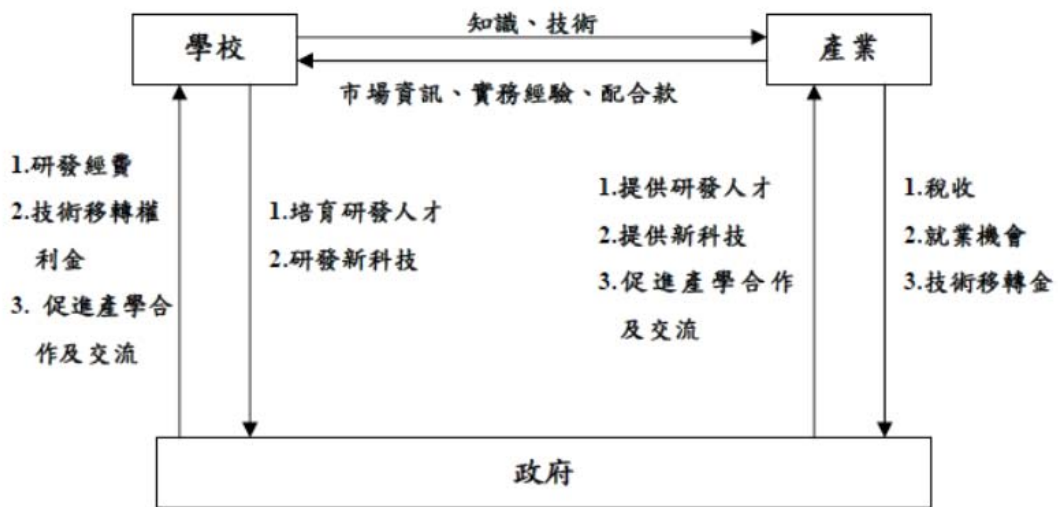 學校
知識、技術
產業
市場資訊、實務經驗、配合款
1.研發經費
2.技術移轉權
利金
3. 促進產學合
作及交流
1.培育研發人才
2.研發新科技
1.提供研發人才
2.提供新科技
3.促進產學合作
及交流
1.稅收
2.就業機會
3.技術移轉金
政府